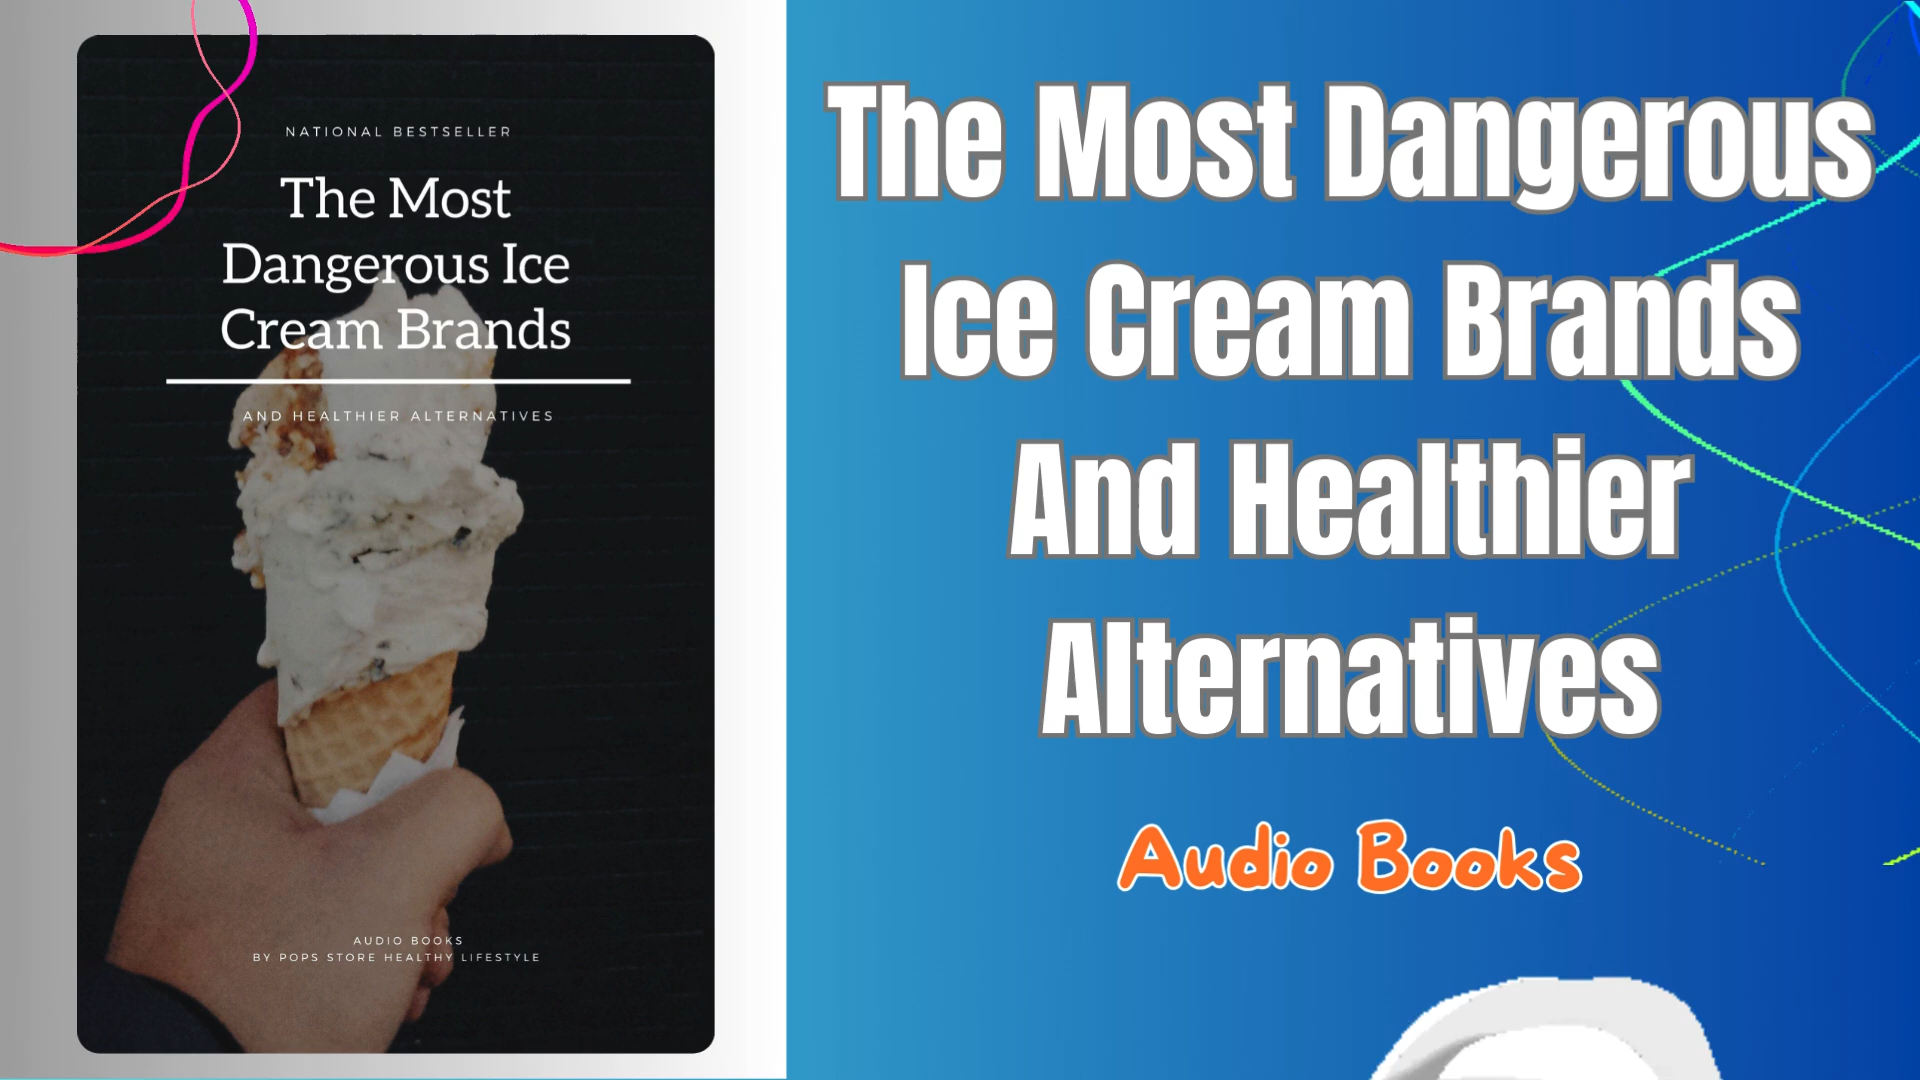 NATIONAL BESTSELLER
The Most
Dangerous Ice
Cream Brands
AND HEALTHIER ALTERNATIVES
AUDIO BOOKS
BY POPS STORE HEALTHY LIFESTYLE
The Most Dangerous
Ice Cream Brands
And Healthier
Alternatives
Audio Books